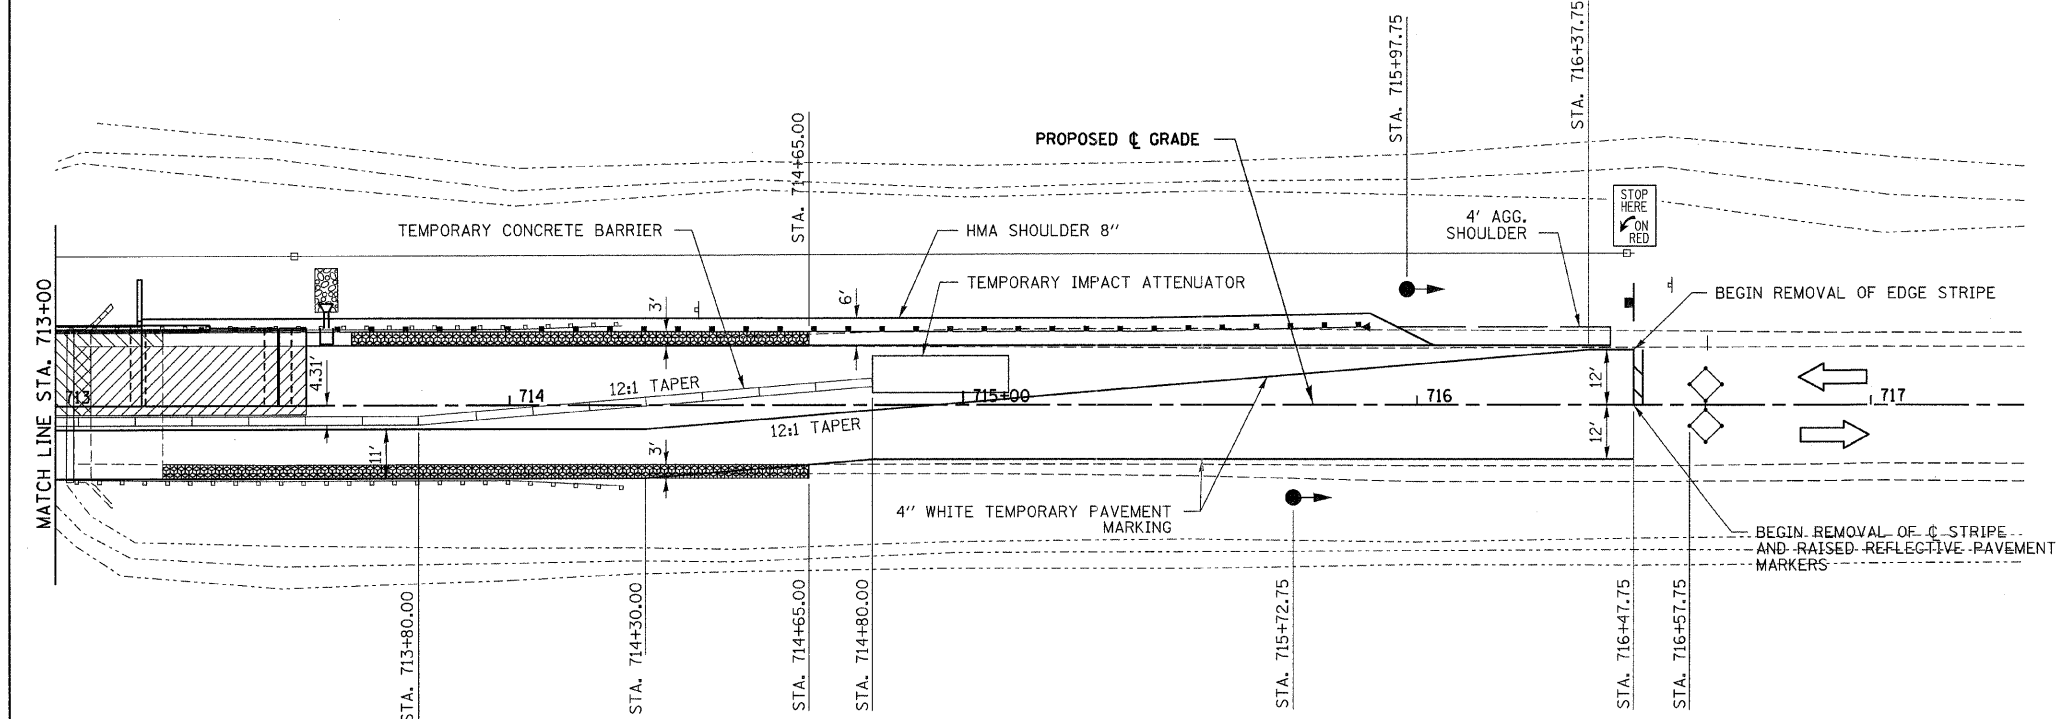 STA. 715+97.75
STA. 716+37.75
STA. 714+65.00
PROPOSED ℄ GRADE
STOP
HERE
ON
RED
TEMPORARY CONCRETE BARRIER
HMA SHOULDER 8''
4' AGG.
SHOULDER
TEMPORARY IMPACT ATTENUATOR
BEGIN REMOVAL OF EDGE STRIPE
MATCH LINE STA. 713+00
3'
6'
4.31'
12:1 TAPER
713
714
715+00
716
717
12'
12'
12:1 TAPER
11'
3'
4'' WHITE TEMPORARY PAVEMENT
MARKING
BEGIN REMOVAL OF ℄ STRIPE
AND RAISED REFLECTIVE PAVEMENT
MARKERS
STA. 713+80.00
STA. 714+30.00
STA. 714+65.00
STA. 714+80.00
STA. 715+72.75
STA. 716+47.75
STA. 716+57.75